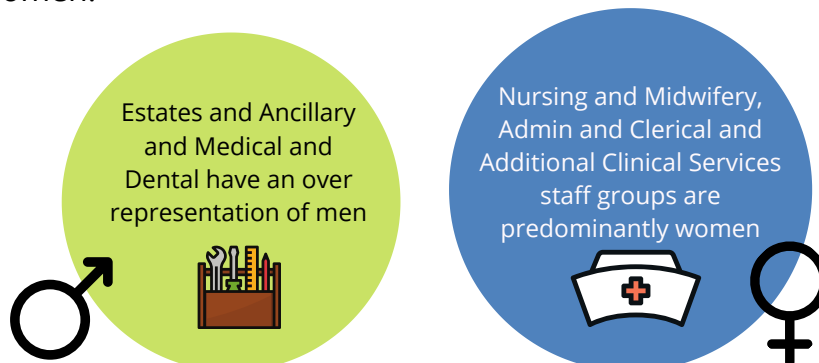 Estates and Ancillary
and Medical and
Dental have an over
representation of men
Nursing and Midwifery,
Admin and Clerical and
Additional Clinical Services
staff groups are
predominantly women